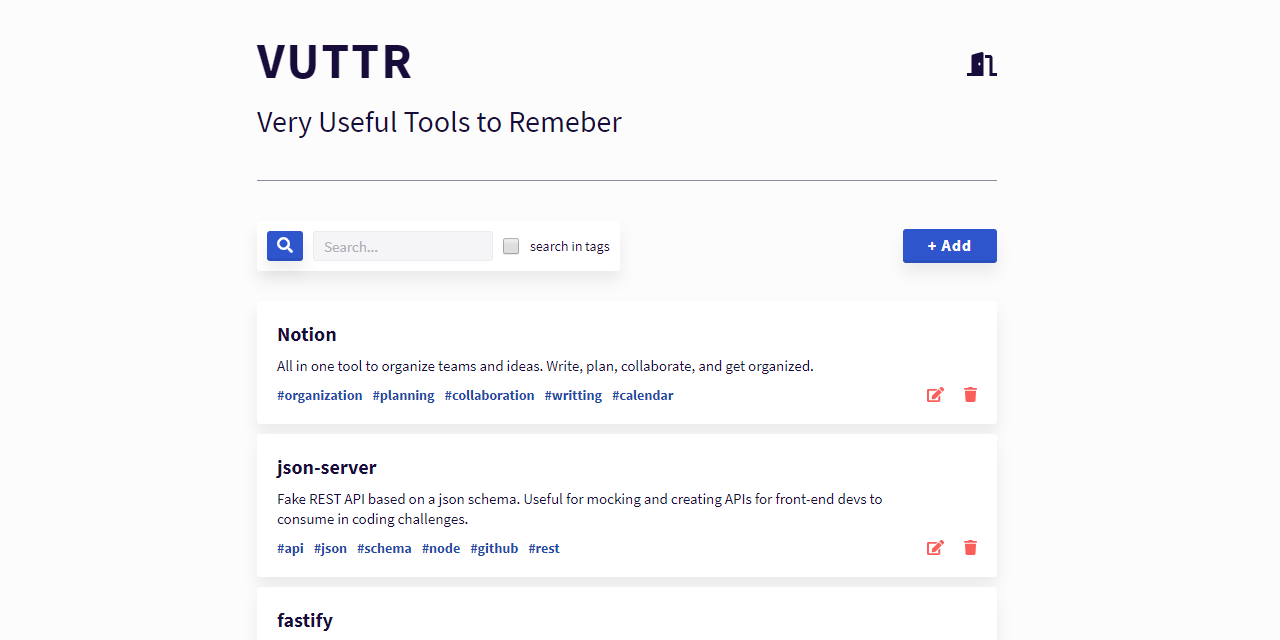 VUTTR
Very Useful Tools to Remeber
Search...
search in tags
+ Add
Notion
All in one tool to organize teams and ideas. Write, plan, collaborate, and get organized.
#organization #planning #collaboration #writting #calendar
json-server
Fake REST API based on a json schema. Useful for mocking and creating APIs for front-end devs to
consume in coding challenges.
#api #json #schema #node #github #rest
fastify